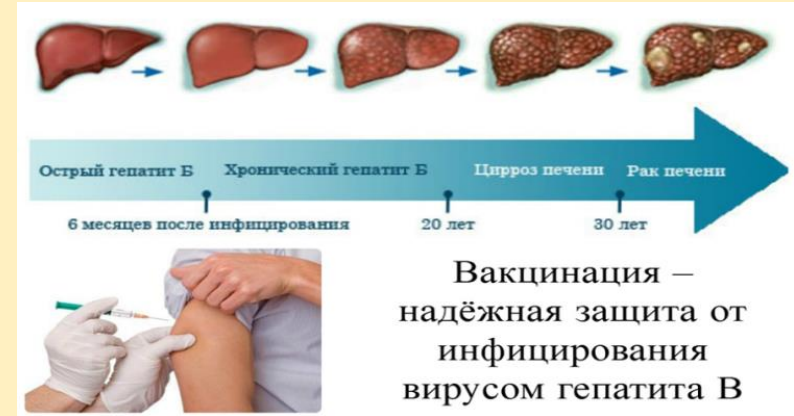 Острый гепатит Б Хронический гепатит Б Цирроз печени Рак печени
6 месяцев после инфицирования 20 лет 30 лет
Вакцинация –
надёжная защита от
инфицирования
вирусом гепатита В